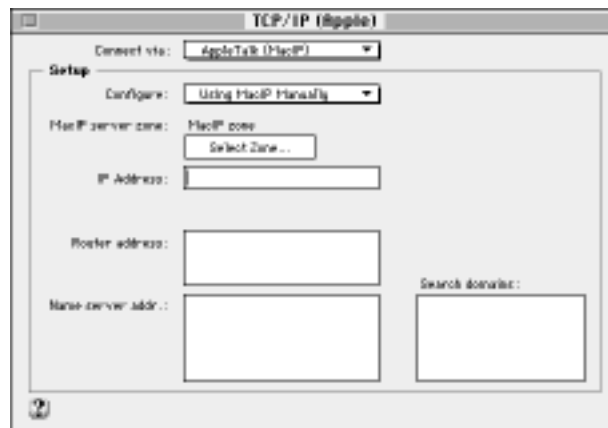 TCP/IP (Apple)
Connect via: AppleTalk (MacIP)
Setup
Configure: Using MacIP Manually
MacIP server zone: MacIP zone
Select Zone...
IP Address:
Router address:
Search domains:
Name server addr.:
?